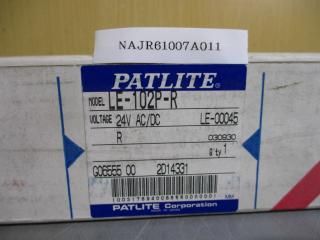 NAJR61007A011
PATLITE®
MODEL LE-102P-R
VOLTAGE 24V AC/DC LE-00045
R 030930
Q'ty 1
G06555 00 2D14331
PATLITE Corporation